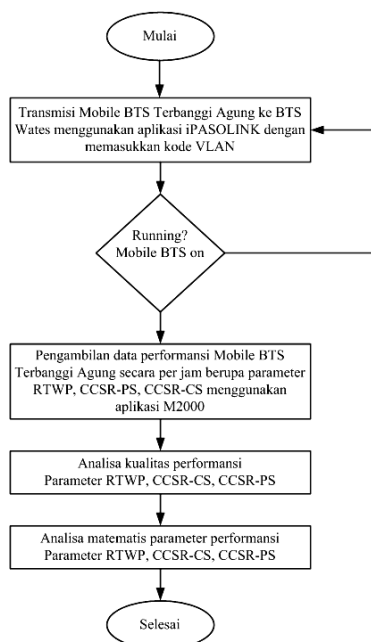 Mulai
Transmisi Mobile BTS Terbanggi Agung ke BTS
Wates menggunakan aplikasi iPASOLINK dengan
memasukkan kode VLAN
Running?
Mobile BTS on
Pengambilan data performansi Mobile BTS
Terbanggi Agung secara per jam berupa parameter
RTWP, CCSR-PS, CCSR-CS menggunakan
aplikasi M2000
Analisa kualitas performansi
Parameter RTWP, CCSR-CS, CCSR-PS
Analisa matematis parameter performansi
Parameter RTWP, CCSR-CS, CCSR-PS
Selesai